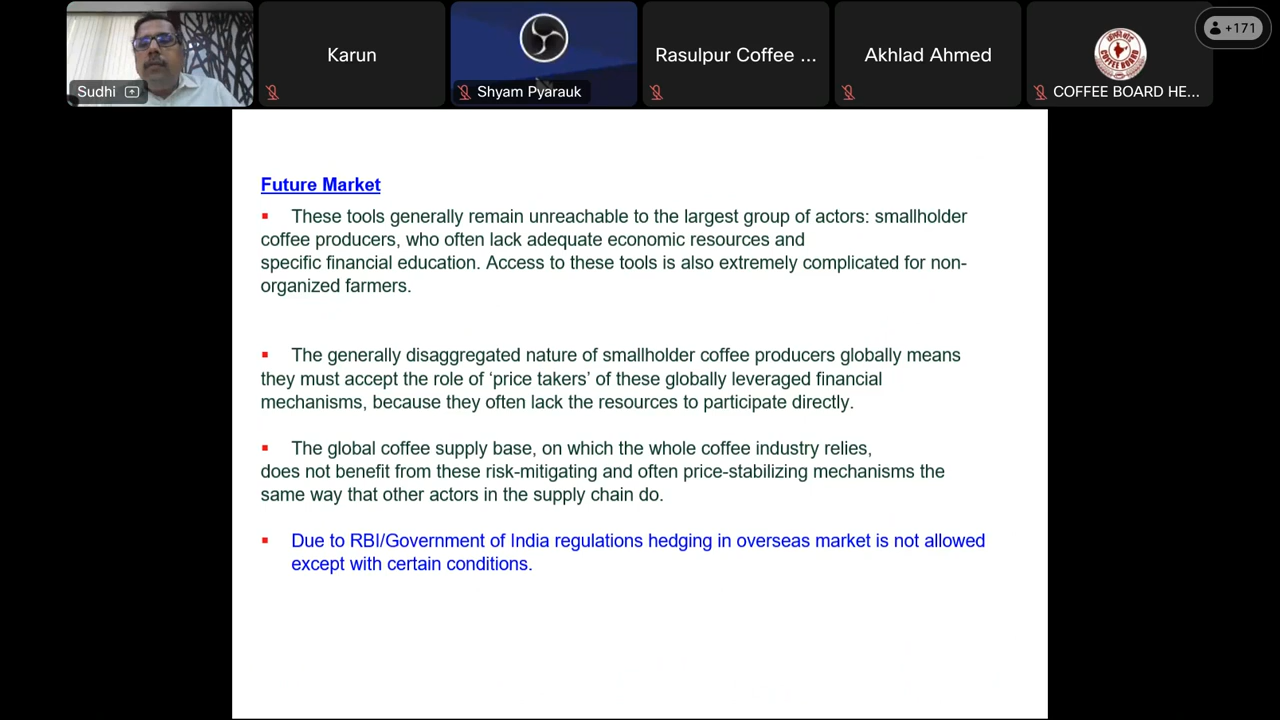 Sudhi
Karun
Shyam Pyarauk
Rasulpur Coffee ...
Akhlad Ahmed
COFFEE BOARD
COFFEE BOARD HE...
+171
Future Market
▪ These tools generally remain unreachable to the largest group of actors: smallholder
coffee producers, who often lack adequate economic resources and
specific financial education. Access to these tools is also extremely complicated for non-
organized farmers.
▪ The generally disaggregated nature of smallholder coffee producers globally means
they must accept the role of ‘price takers’ of these globally leveraged financial
mechanisms, because they often lack the resources to participate directly.
▪ The global coffee supply base, on which the whole coffee industry relies,
does not benefit from these risk-mitigating and often price-stabilizing mechanisms the
same way that other actors in the supply chain do.
▪ Due to RBI/Government of India regulations hedging in overseas market is not allowed
except with certain conditions.